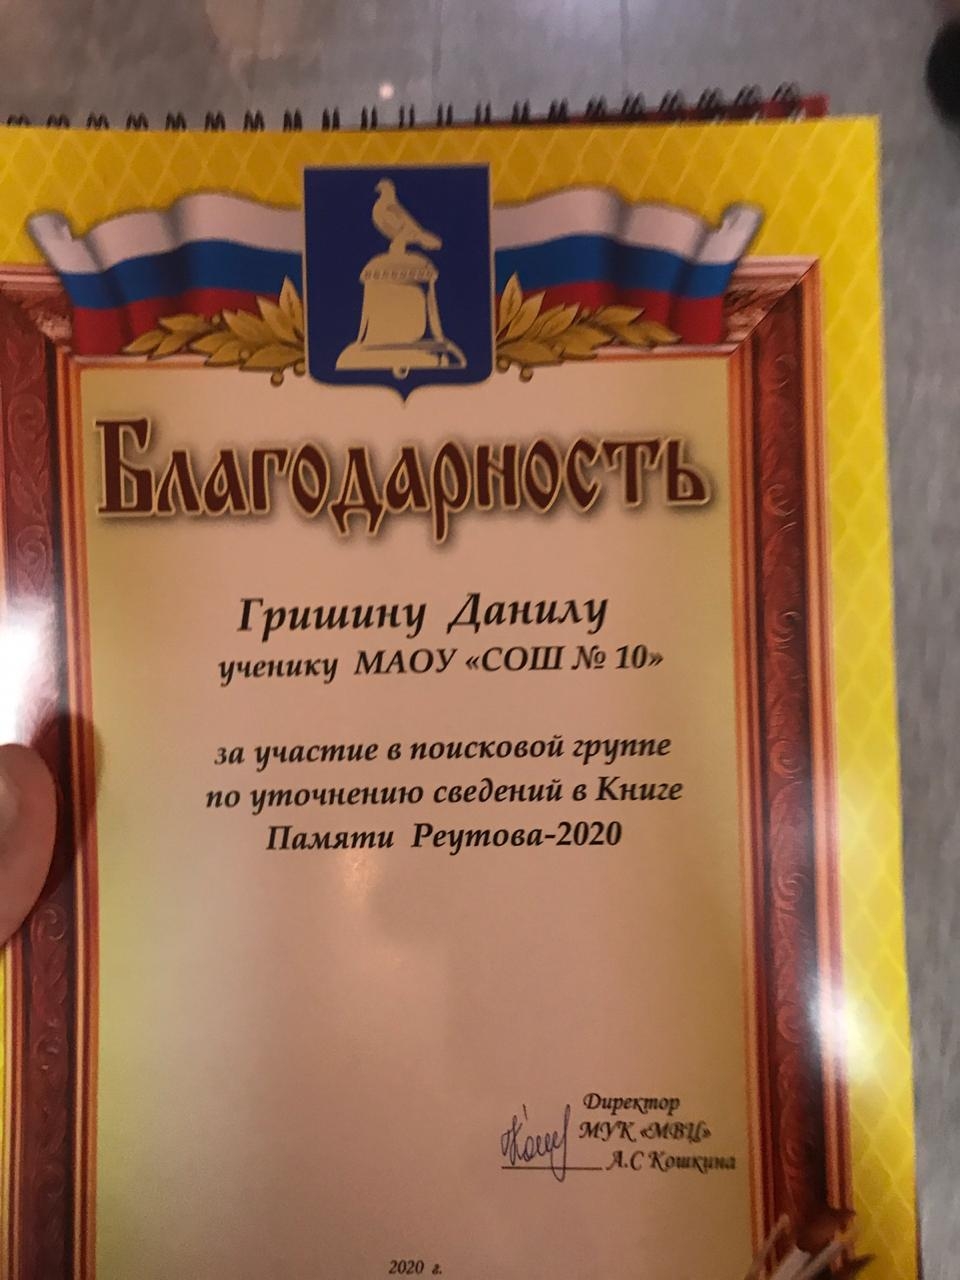 Благодарность
Гришину Данилу
ученику МАОУ «СОШ № 10»
за участие в поисковой группе
по уточнению сведений в Книге
Памяти Реутова-2020
Директор
МУК «МВЦ»
А.С Кошкина
2020 г.